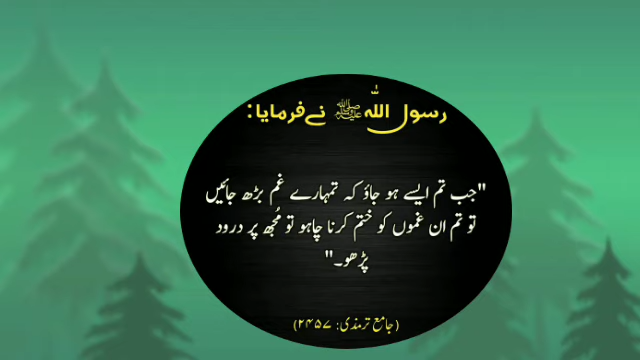 رسول اللہ ﷺ نے فرمایا:
"جب تم ایسے ہو جاؤ کہ تمہارے غم بڑھ جائیں
تو تم ان غموں کو ختم کرنا چاہو تو مُجھ پر درود
پڑھو۔"
(جامع ترمذی: ۲۴۵۷)